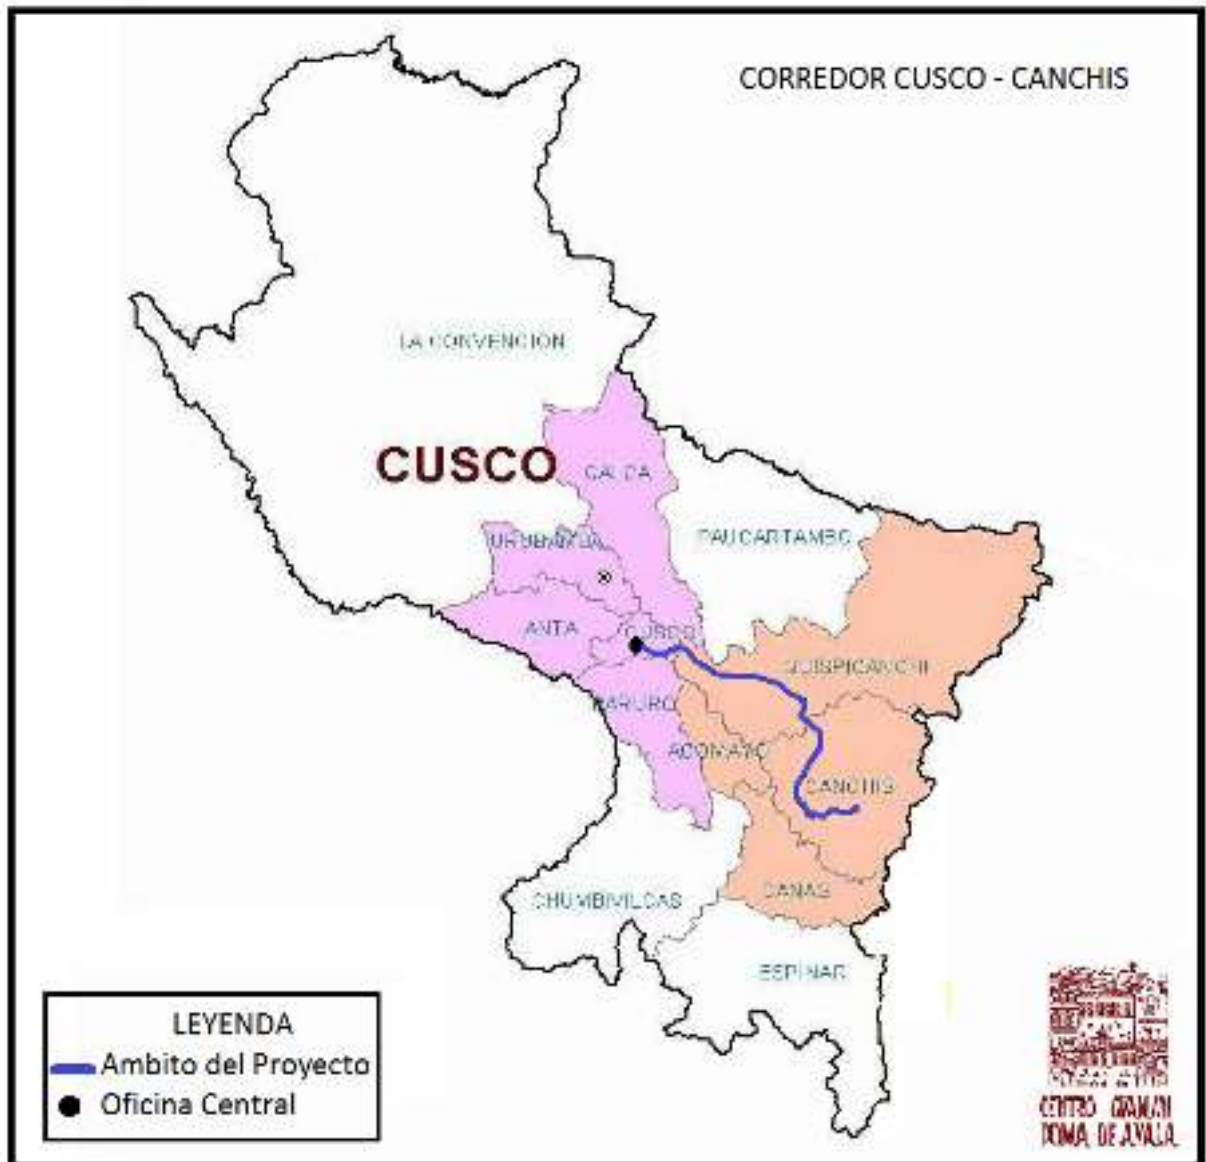 CORREDOR CUSCO - CANCHIS
LA CONVENCION
CUSCO
CALCA
URUBAMBA
PAUCARTAMBO
ANTA
CUSCO
QUISPICANCHI
PARURO
ACOMAYO
CANCHIS
CHUMBIVILCAS
CANAS
ESPINAR
LEYENDA
Ambito del Proyecto
Oficina Central
CENTRO GUAMAN
POMA DE AYALA